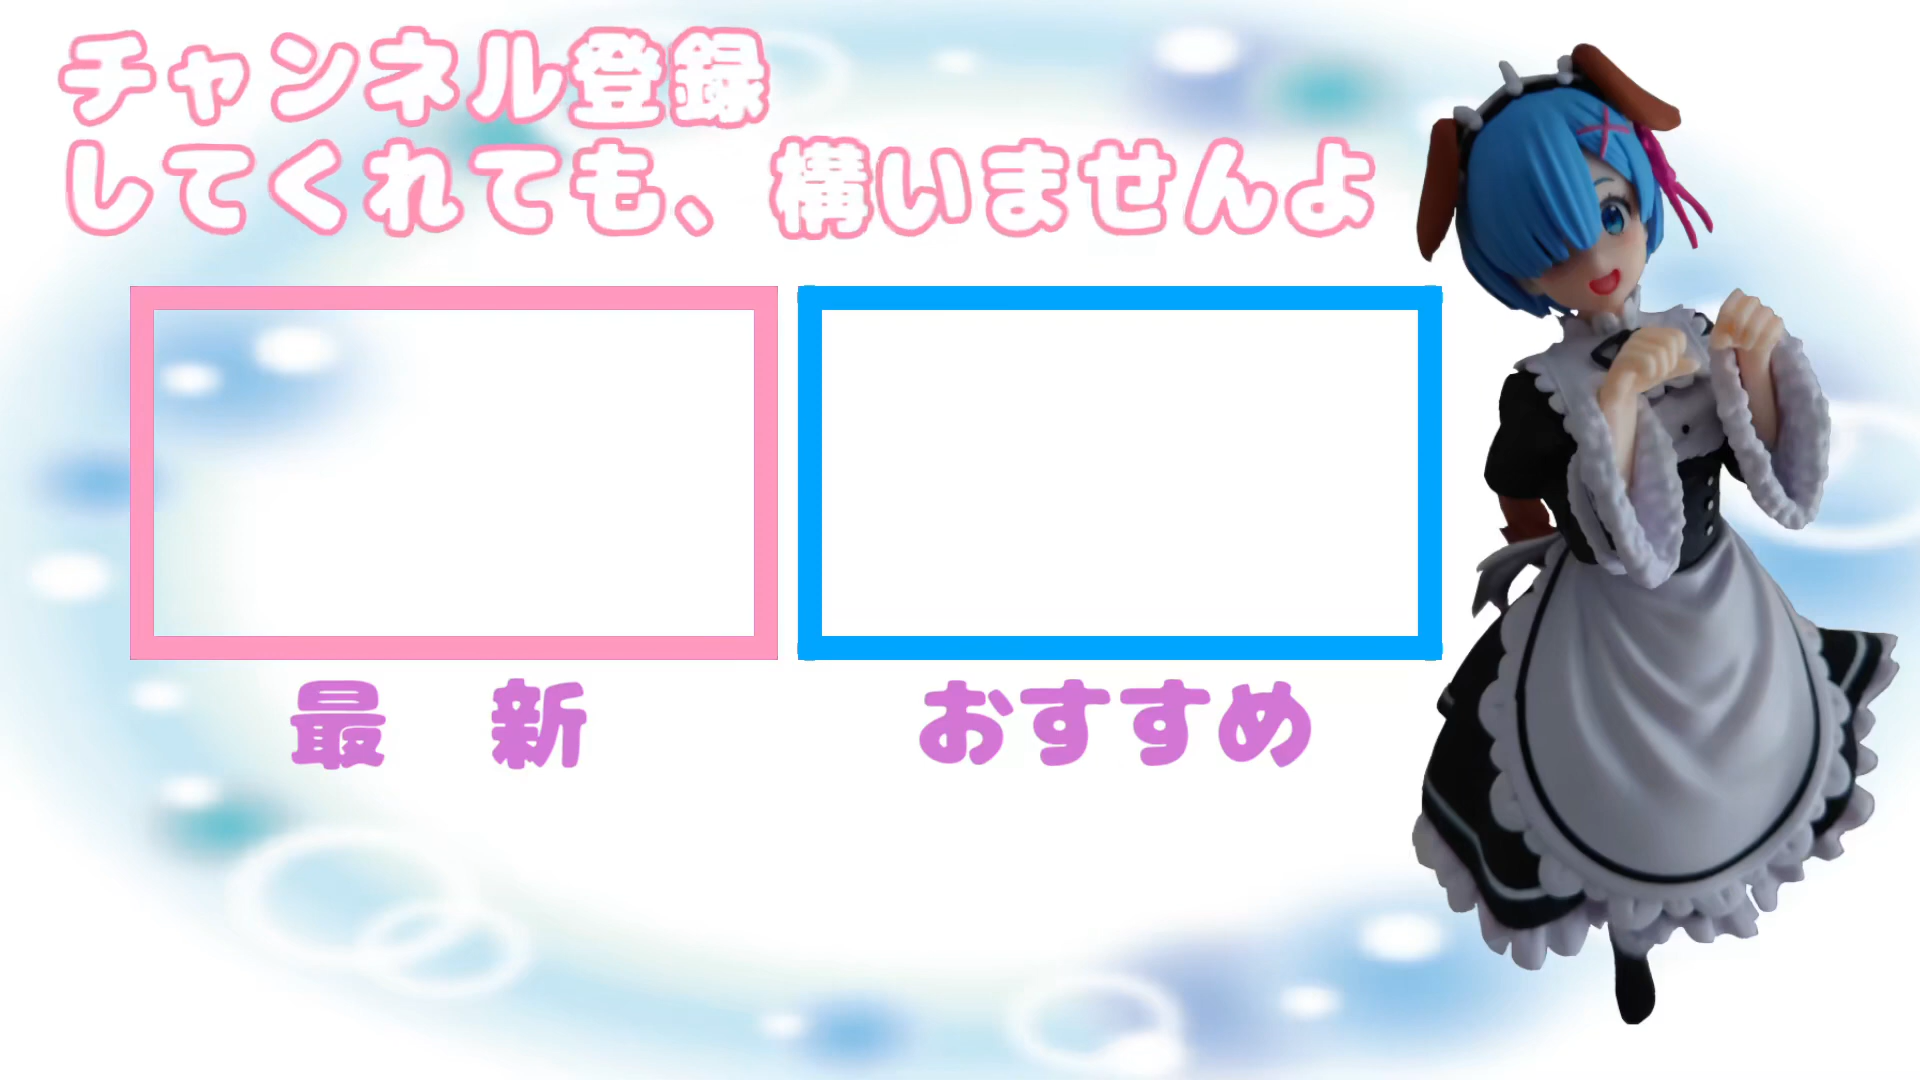 チャンネル登録
してくれても、構いませんよ
最　新
おすすめ